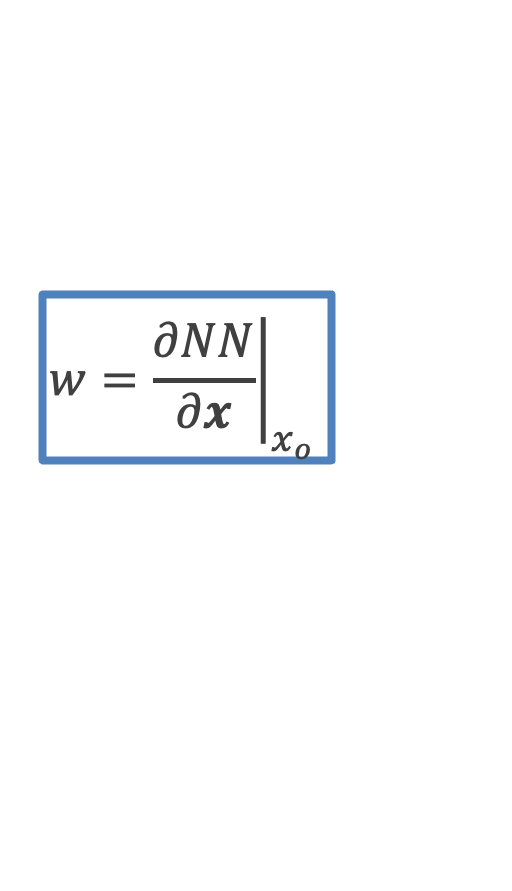 w = ∂NN/∂x|ₓₒ